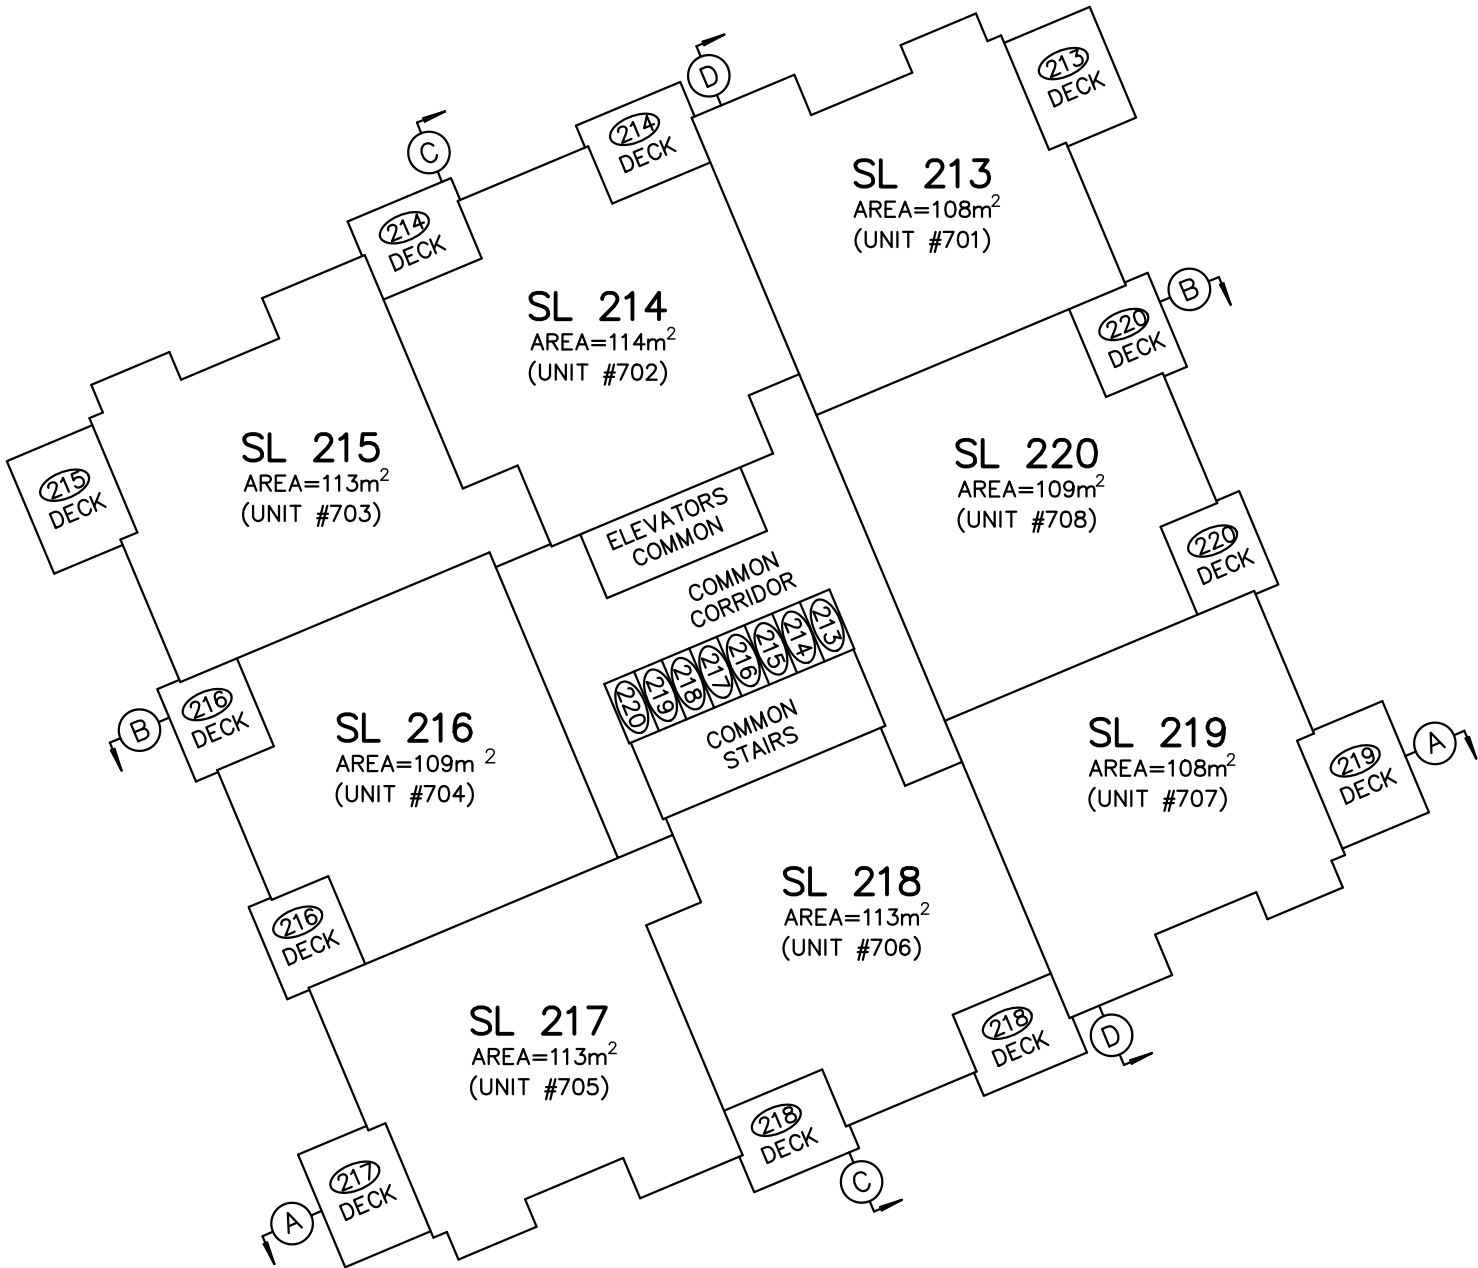 D
213
DECK
214
DECK
C
SL 213
AREA=108m2
(UNIT #701)
214
DECK
B
SL 214
AREA=114m2
(UNIT #702)
220
DECK
SL 215
AREA=113m2
(UNIT #703)
215
DECK
SL 220
AREA=109m2
(UNIT #708)
ELEVATORS
COMMON
220
DECK
COMMON
CORRIDOR
220 219 218 217 216 215 214 213
COMMON
STAIRS
216
DECK
B
SL 216
AREA=109m 2
(UNIT #704)
SL 219
AREA=108m2
(UNIT #707)
219
DECK
A
SL 218
AREA=113m2
(UNIT #706)
216
DECK
SL 217
AREA=113m2
(UNIT #705)
218
DECK
D
218
DECK
C
217
DECK
A